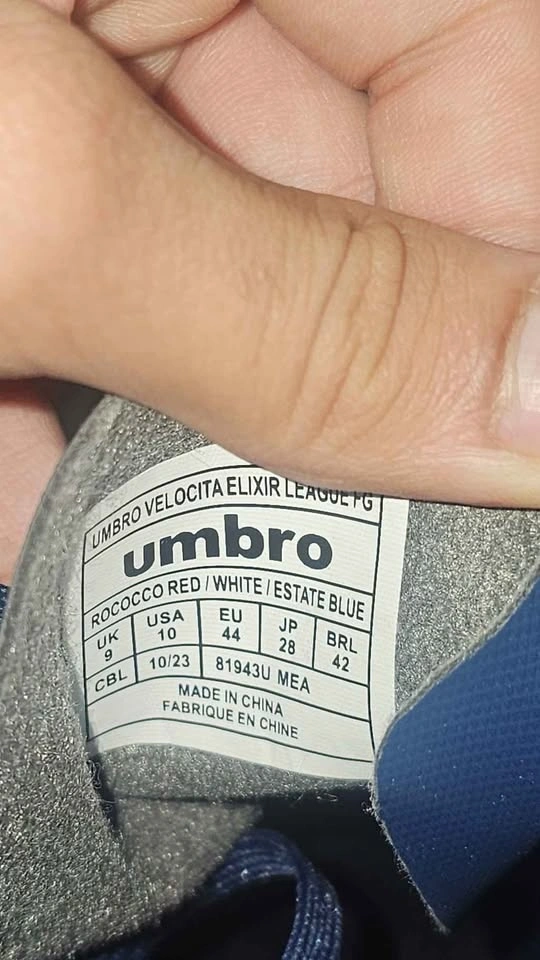 UMBRO VELOCITA ELIXIR LEAGUE FG
umbro
ROCOCCO RED / WHITE / ESTATE BLUE
UK 9 USA 10 EU 44 JP 28 BRL 42
CBL 10/23 81943U MEA
MADE IN CHINA
FABRIQUE EN CHINE